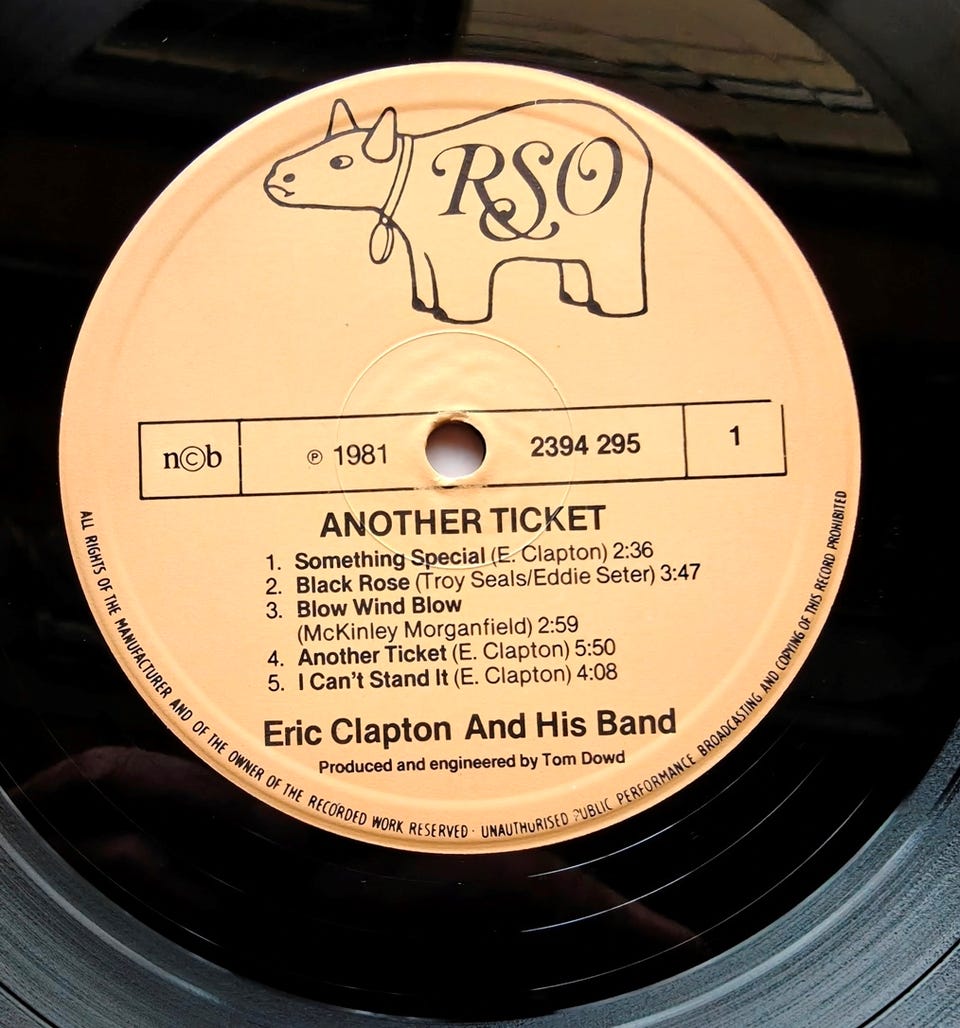 RSO
n©b ℗ 1981 2394 295 1
ANOTHER TICKET
1. Something Special (E. Clapton) 2:36
2. Black Rose (Troy Seals/Eddie Seter) 3:47
3. Blow Wind Blow
(McKinley Morganfield) 2:59
4. Another Ticket (E. Clapton) 5:50
5. I Can't Stand It (E. Clapton) 4:08
Eric Clapton And His Band
Produced and engineered by Tom Dowd
ALL RIGHTS OF THE MANUFACTURER AND OF THE OWNER OF THE RECORDED WORK RESERVED · UNAUTHORISED PUBLIC PERFORMANCE BROADCASTING AND COPYING OF THIS RECORD PROHIBITED